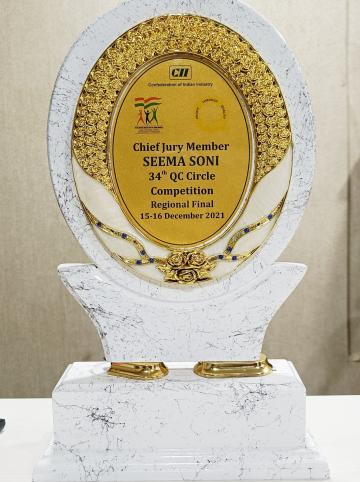 CII
Confederation of Indian Industry
Chief Jury Member
SEEMA SONI
34th QC Circle
Competition
Regional Final
15-16 December 2021